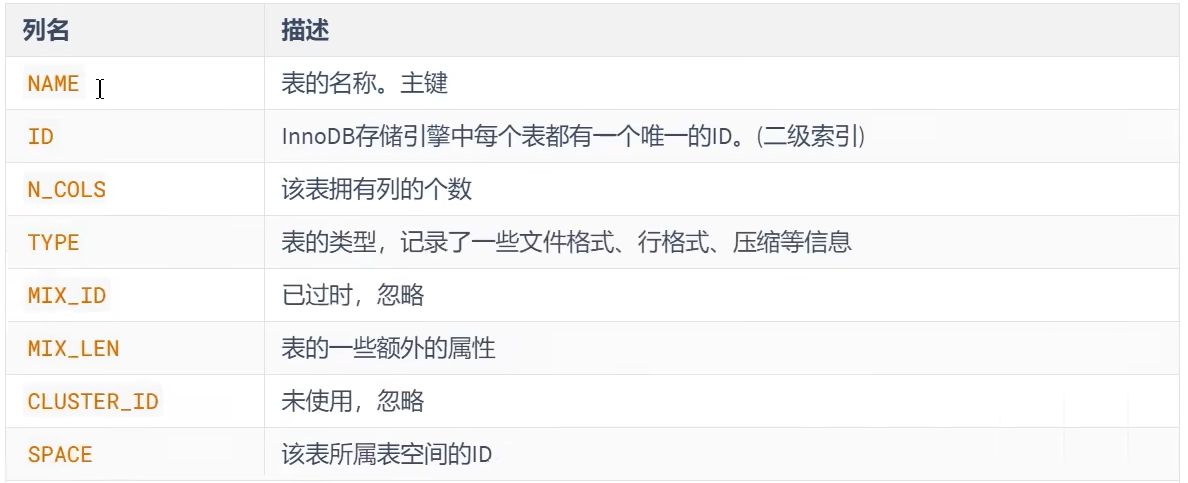 列名 描述
NAME 表的名称。主键
ID InnoDB存储引擎中每个表都有一个唯一的ID。(二级索引)
N_COLS 该表拥有列的个数
TYPE 表的类型，记录了一些文件格式、行格式、压缩等信息
MIX_ID 已过时，忽略
MIX_LEN 表的一些额外的属性
CLUSTER_ID 未使用，忽略
SPACE 该表所属表空间的ID